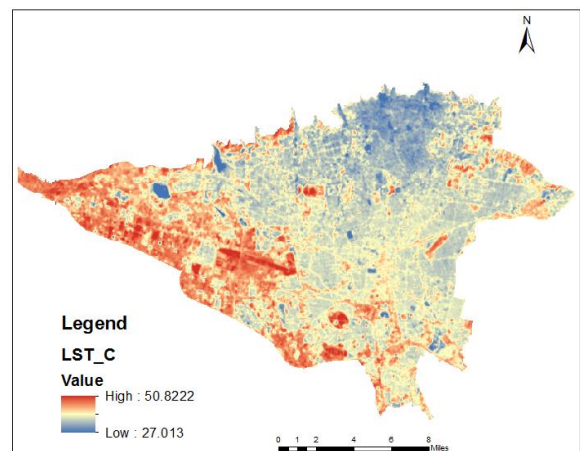 N
Legend
LST_C
Value
High : 50.8222
Low : 27.013
0 1 2 4 6 8
Miles